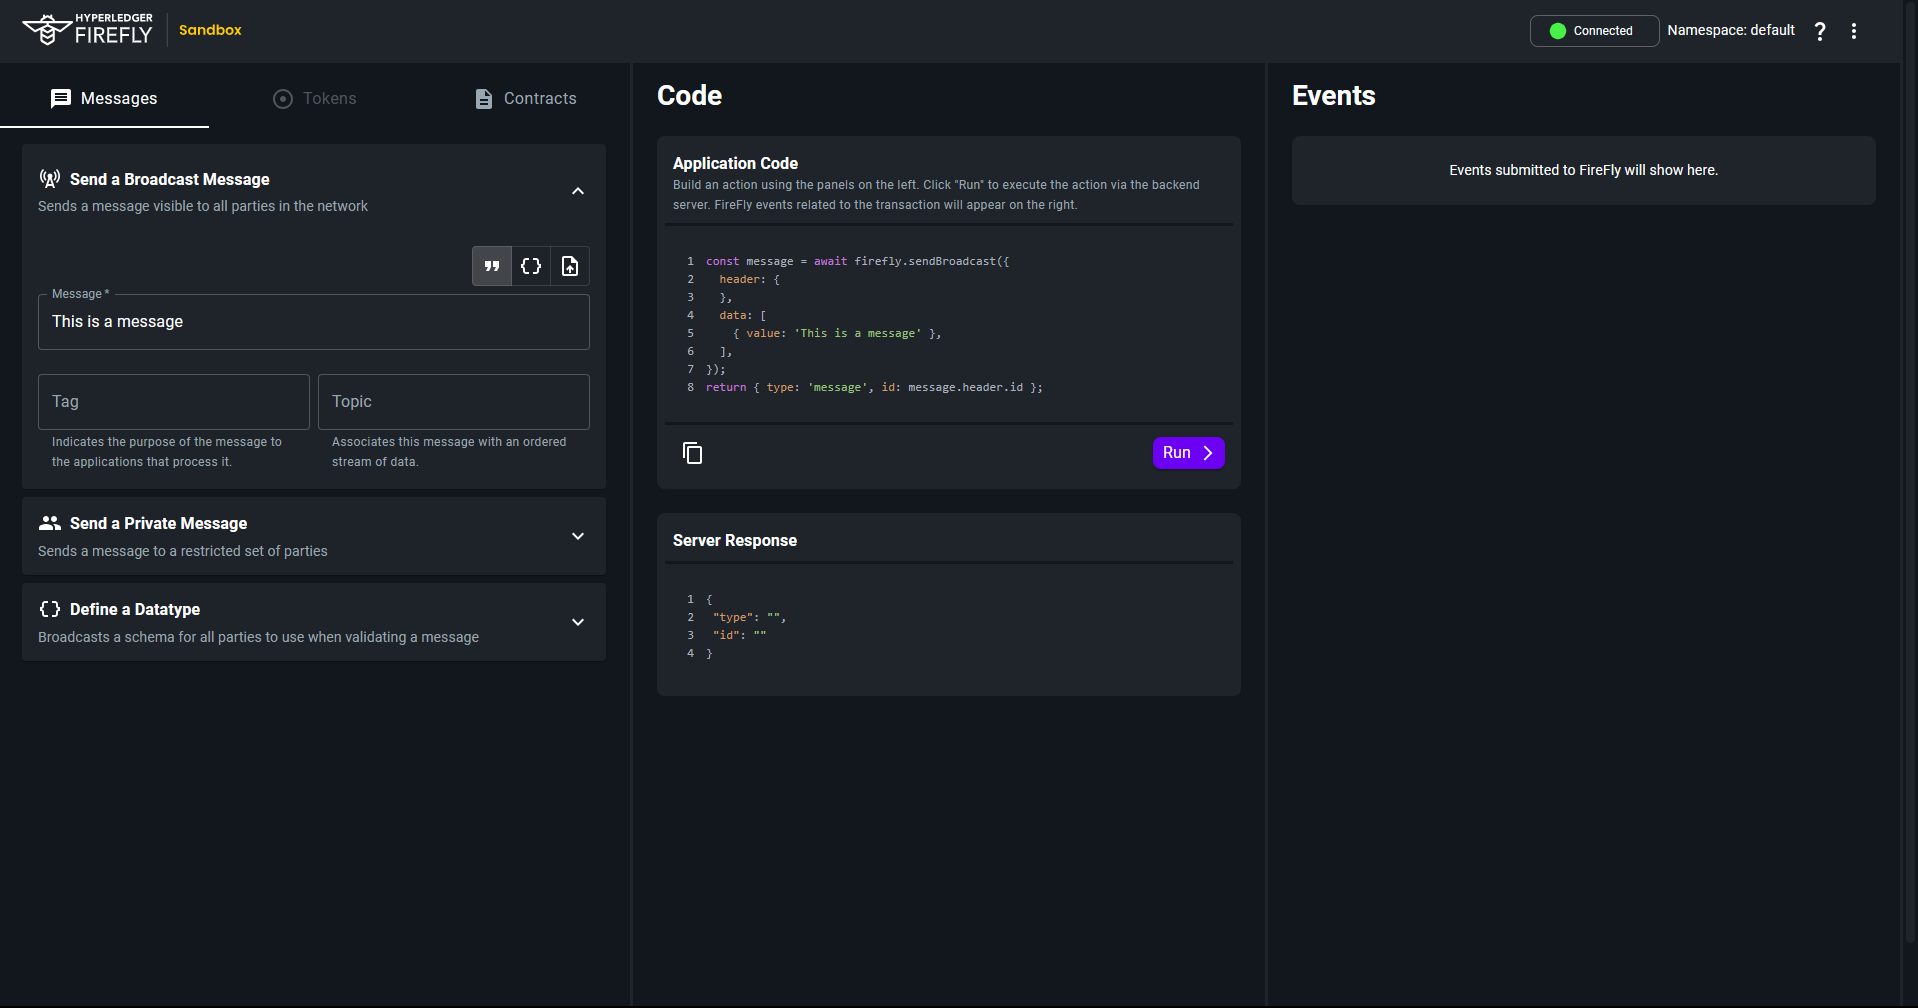 HYPERLEDGER
FIREFLY
Sandbox
Connected
Namespace: default
?
Messages
Tokens
Contracts
Send a Broadcast Message
Sends a message visible to all parties in the network
Message *
This is a message
Tag
Topic
Indicates the purpose of the message to
the applications that process it.
Associates this message with an ordered
stream of data.
Send a Private Message
Sends a message to a restricted set of parties
Define a Datatype
Broadcasts a schema for all parties to use when validating a message
Code
Application Code
Build an action using the panels on the left. Click "Run" to execute the action via the backend
server. FireFly events related to the transaction will appear on the right.
1 const message = await firefly.sendBroadcast({
2   header: {
3   },
4   data: [
5     { value: 'This is a message' },
6   ],
7 });
8 return { type: 'message', id: message.header.id };
Run
Server Response
1 {
2  "type": "",
3  "id": ""
4 }
Events
Events submitted to FireFly will show here.